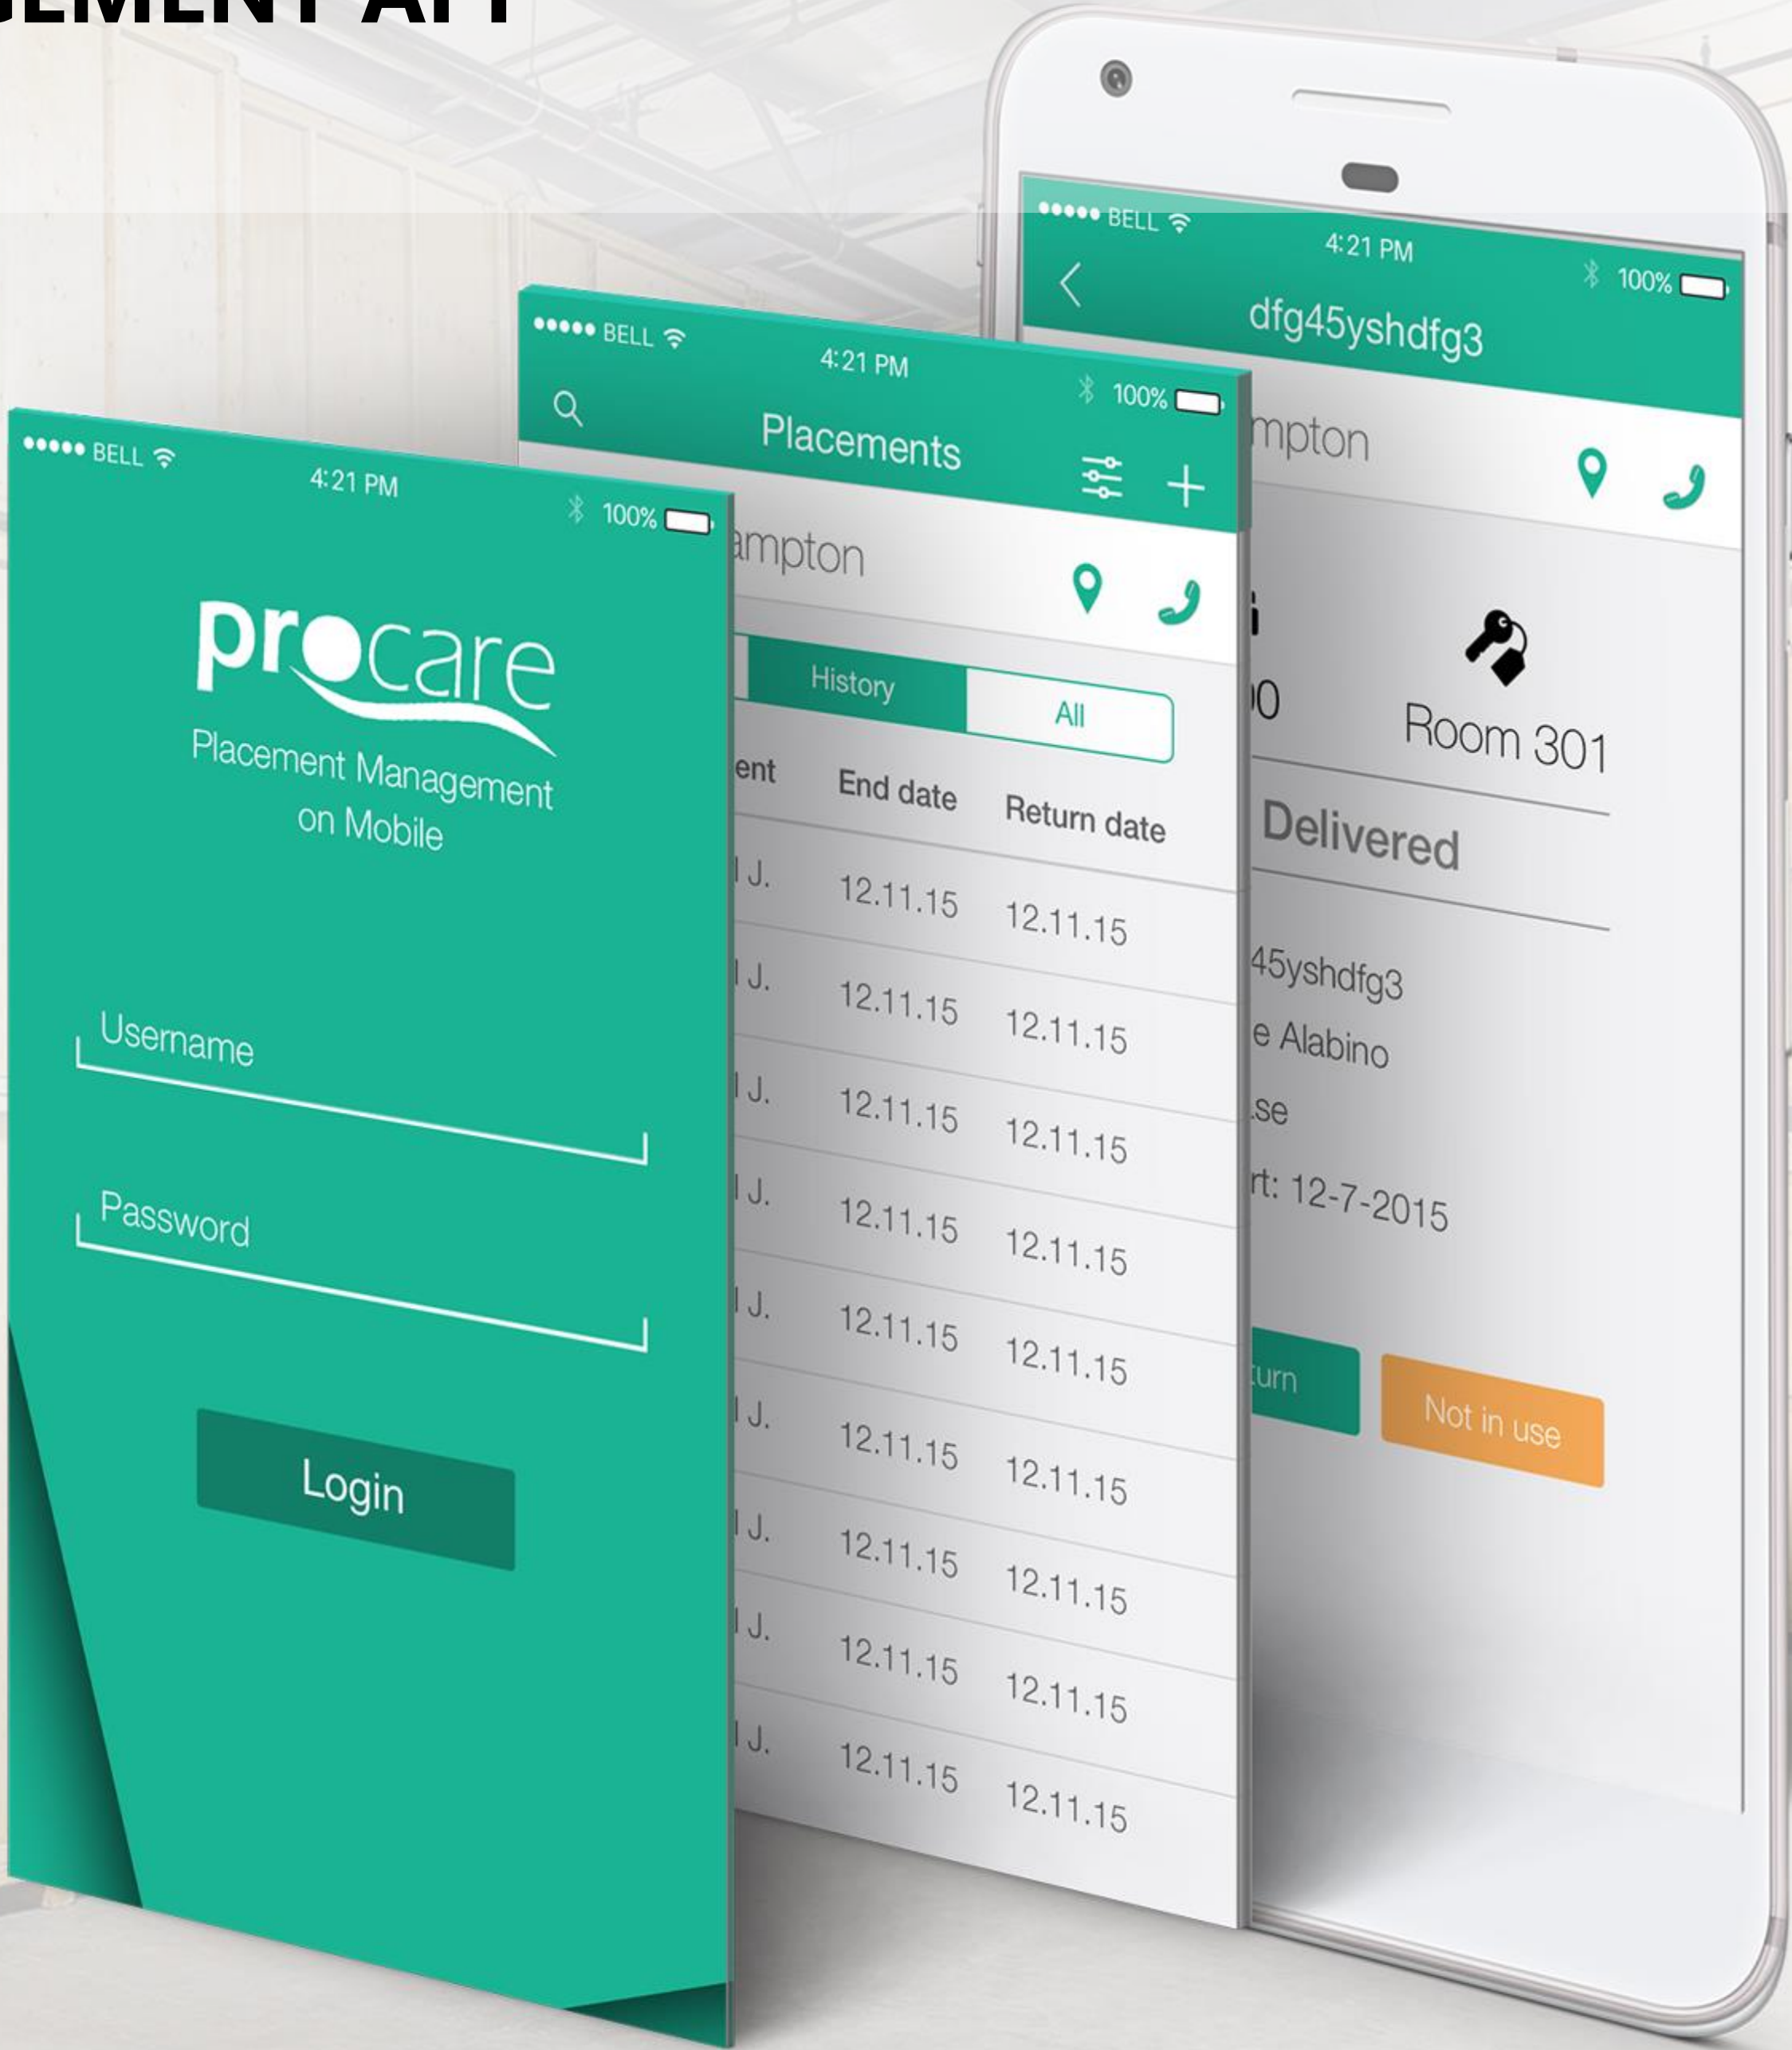 ●●●●● BELL
4:21 PM
100%
procare
Placement Management
on Mobile
Username
Password
Login
●●●●● BELL
4:21 PM
100%
Placements
History
All
End date
Return date
J. 12.11.15 12.11.15
J. 12.11.15 12.11.15
J. 12.11.15 12.11.15
J. 12.11.15 12.11.15
J. 12.11.15 12.11.15
J. 12.11.15 12.11.15
J. 12.11.15 12.11.15
J. 12.11.15 12.11.15
J. 12.11.15 12.11.15
●●●●● BELL
4:21 PM
100%
dfg45yshdfg3
Room 301
Delivered
45yshdfg3
e Alabino
rt: 12-7-2015
Not in use